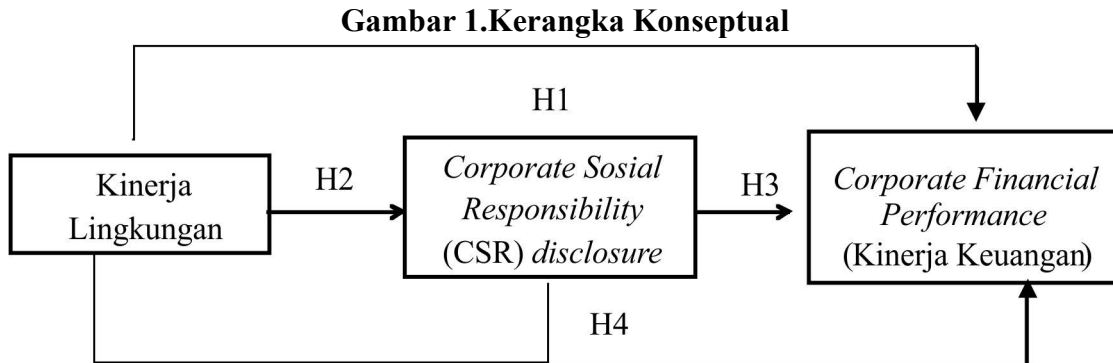 Gambar 1.Kerangka Konseptual
H1
Kinerja
Lingkungan
H2
Corporate Sosial
Responsibility
(CSR) disclosure
H3
Corporate Financial
Performance
(Kinerja Keuangan)
H4